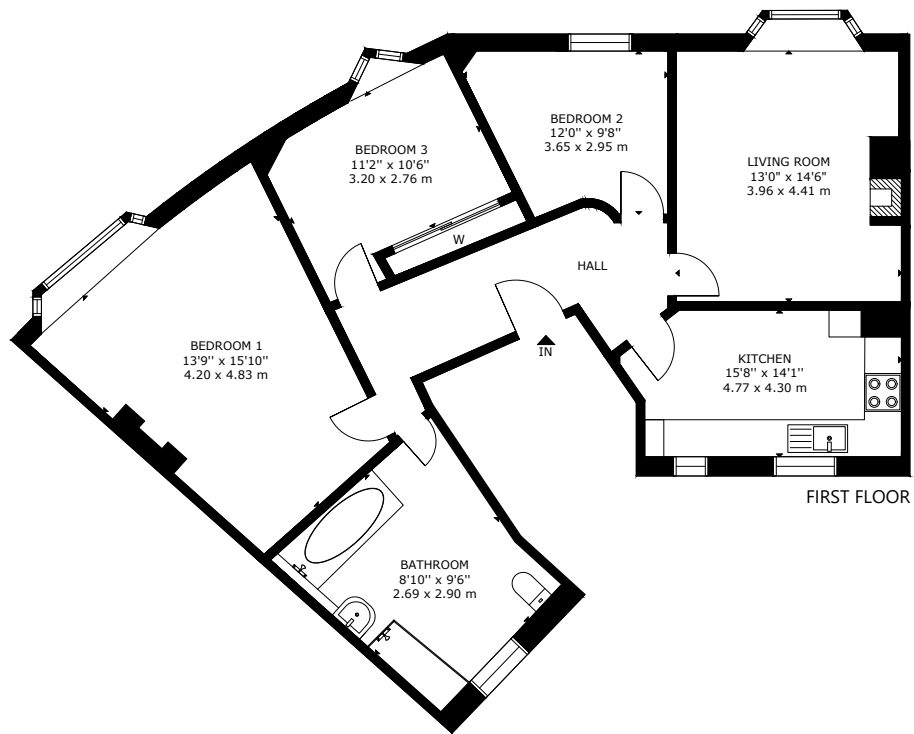 BEDROOM 2
12'0" x 9'8"
3.65 x 2.95 m
BEDROOM 3
11'2" x 10'6"
3.20 x 2.76 m
LIVING ROOM
13'0" x 14'6"
3.96 x 4.41 m
W
HALL
IN
BEDROOM 1
13'9" x 15'10"
4.20 x 4.83 m
KITCHEN
15'8" x 14'1"
4.77 x 4.30 m
FIRST FLOOR
BATHROOM
8'10" x 9'6"
2.69 x 2.90 m